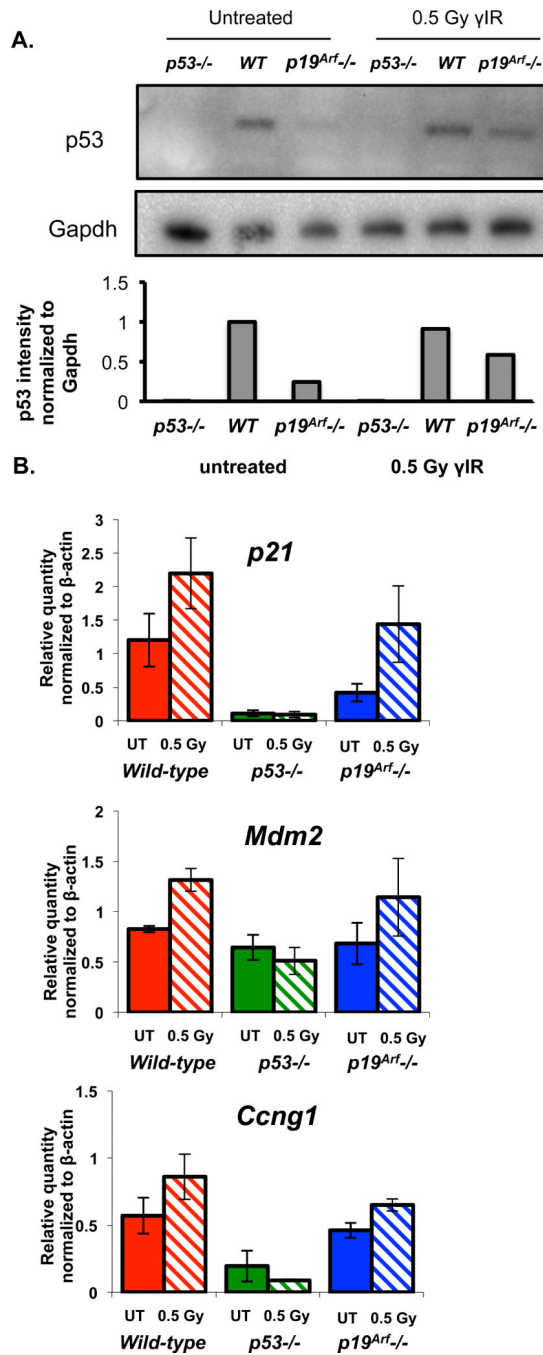 Untreated 0.5 Gy γIR
A.
p53-/- WT p19Arf-/- p53-/- WT p19Arf-/-
p53
Gapdh
p53 intensity
normalized to
Gapdh
1.5
1
0.5
0
p53-/- WT p19Arf-/- p53-/- WT p19Arf-/-
untreated 0.5 Gy γIR
B.
p21
Relative quantity
normalized to β-actin
3
2.5
2
1.5
1
0.5
0
UT 0.5 Gy UT 0.5 Gy UT 0.5 Gy
Wild-type p53-/- p19Arf-/-
Mdm2
Relative quantity
normalized to β-actin
2
1.5
1
0.5
0
UT 0.5 Gy UT 0.5 Gy UT 0.5 Gy
Wild-type p53-/- p19Arf-/-
Ccng1
Relative quantity
normalized to β-actin
1.5
1
0.5
0
UT 0.5 Gy UT 0.5 Gy UT 0.5 Gy
Wild-type p53-/- p19Arf-/-